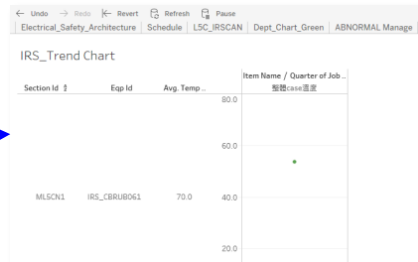 ← Undo → Redo |← Revert Refresh Pause
Electrical_Safety_Architecture | Schedule | L5C_IRSCAN | Dept_Chart_Green | ABNORMAL Manage
IRS_Trend Chart
Item Name / Quarter of Job ..
Section Id Eqp Id Avg. Temp .. 整體case溫度
80.0
60.0
ML5CN1 IRS_CBRUB061 70.0 40.0
20.0